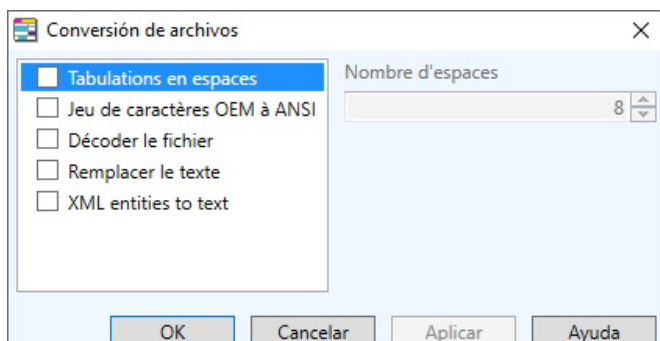 Conversión de archivos
Tabulations en espaces
Jeu de caractères OEM à ANSI
Décoder le fichier
Remplacer le texte
XML entities to text
Nombre d'espaces
8
OK Cancelar Aplicar Ayuda